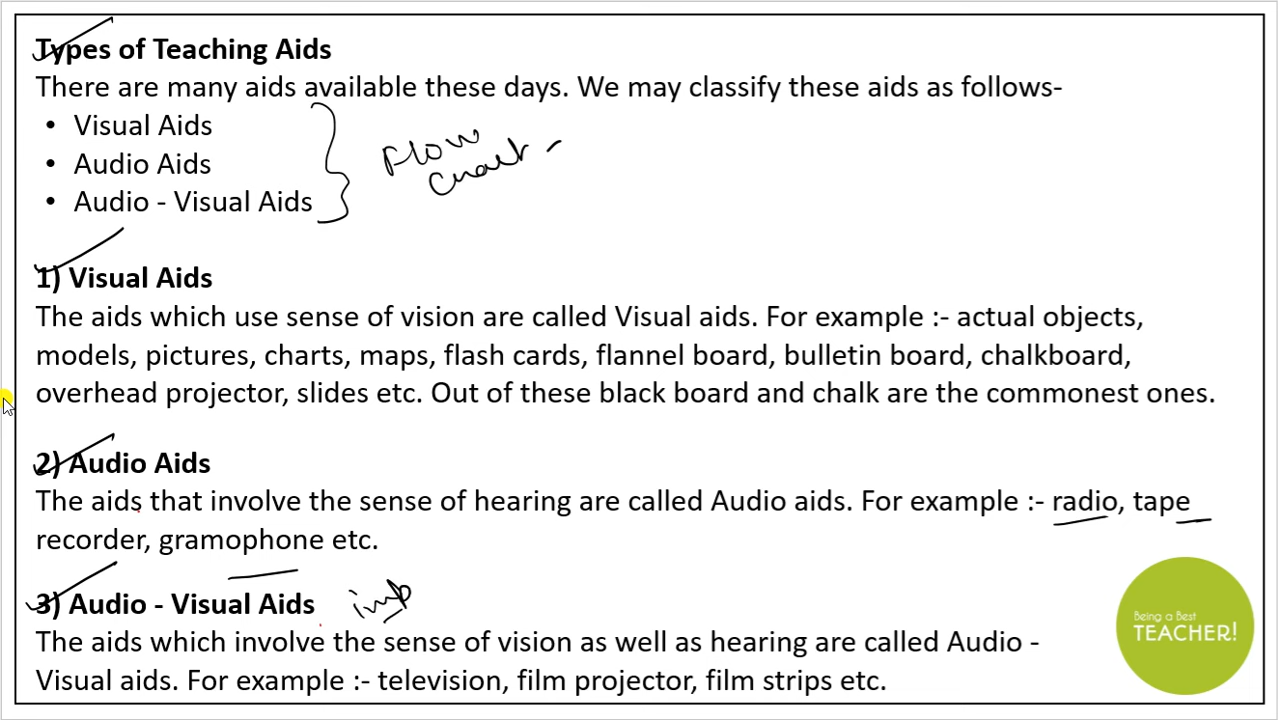 Types of Teaching Aids
There are many aids available these days. We may classify these aids as follows-
• Visual Aids
• Audio Aids
• Audio - Visual Aids
Flow
Chart -
1) Visual Aids
The aids which use sense of vision are called Visual aids. For example :- actual objects,
models, pictures, charts, maps, flash cards, flannel board, bulletin board, chalkboard,
overhead projector, slides etc. Out of these black board and chalk are the commonest ones.
2) Audio Aids
The aids that involve the sense of hearing are called Audio aids. For example :- radio, tape
recorder, gramophone etc.
3) Audio - Visual Aids imp
The aids which involve the sense of vision as well as hearing are called Audio -
Visual aids. For example :- television, film projector, film strips etc.
Being a Best
TEACHER!